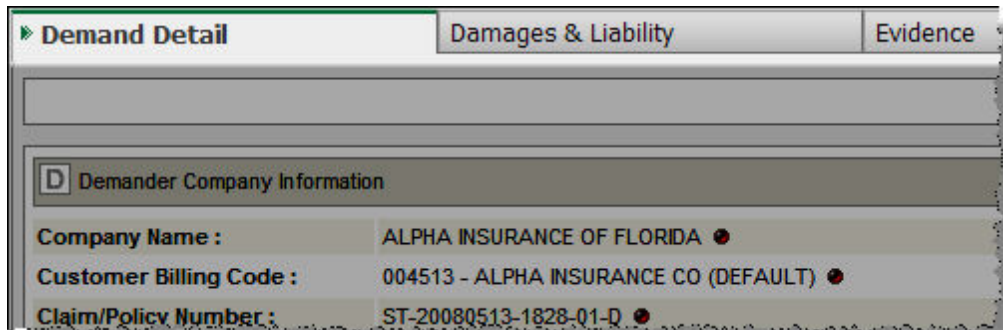 Demand Detail Damages & Liability Evidence
D Demander Company Information
Company Name : ALPHA INSURANCE OF FLORIDA
Customer Billing Code : 004513 - ALPHA INSURANCE CO (DEFAULT)
Claim/Policy Number : ST-20080513-1828-01-D